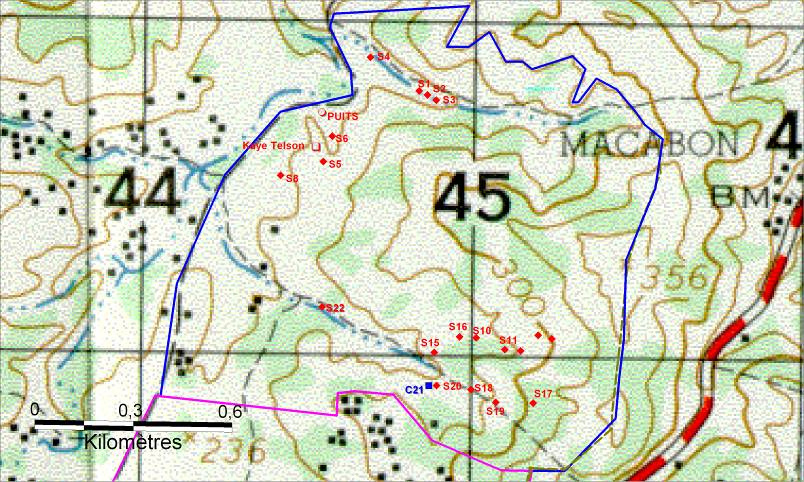 S4
S1
S2
S3
PUITS
S6
Kaye Telson
S5
S8
MACABON
4
44
45
BM
300
356
S22
S16
S10
S15
S11
C21
S20
S18
S17
S19
0
0,3
0,6
Kilomètres
236